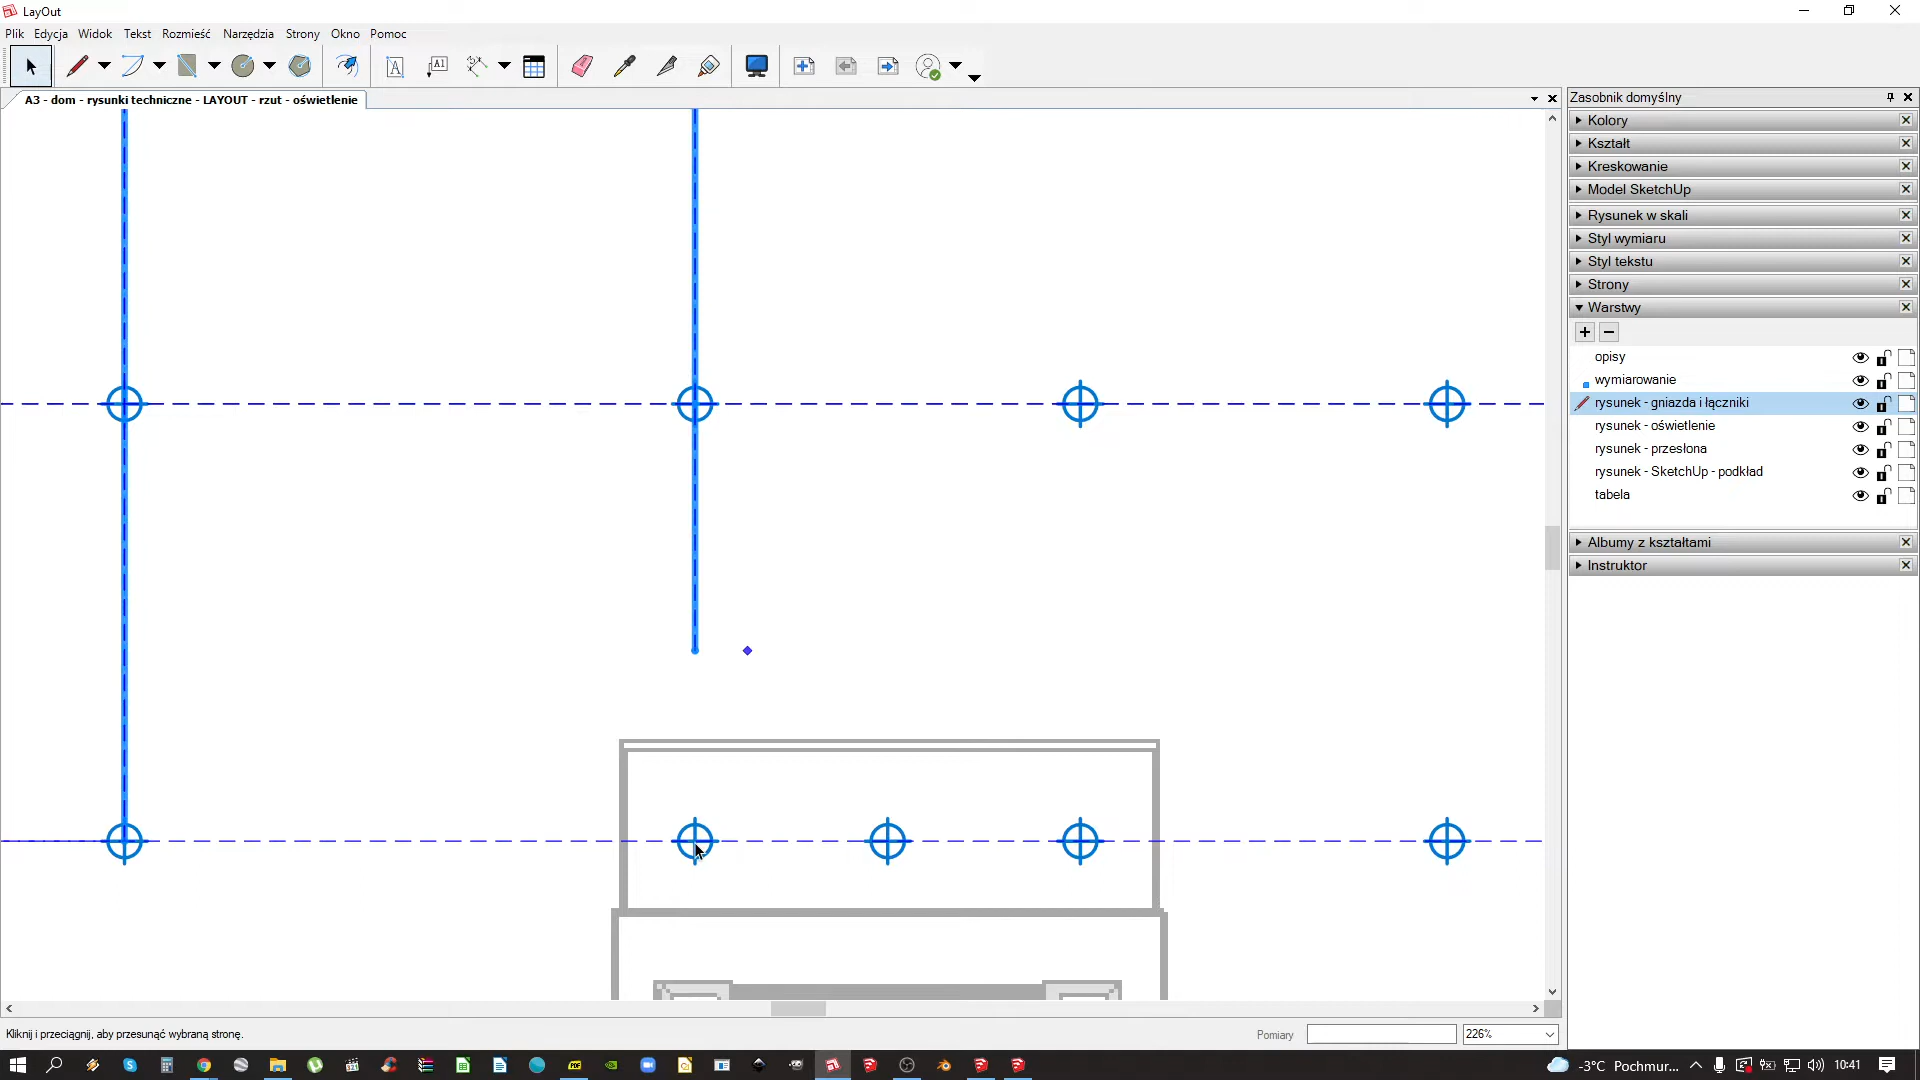 LayOut
Plik Edycja Widok Tekst Rozmieść Narzędzia Strony Okno Pomoc
A A1
A3 - dom - rysunki techniczne - LAYOUT - rzut - oświetlenie
Zasobnik domyślny
Kolory
Kształt
Kreskowanie
Model SketchUp
Rysunek w skali
Styl wymiaru
Styl tekstu
Strony
Warstwy
opisy
wymiarowanie
rysunek - gniazda i łączniki
rysunek - oświetlenie
rysunek - przesłona
rysunek - SketchUp - podkład
tabela
Albumy z kształtami
Instruktor
Kliknij i przeciągnij, aby przesunąć wybraną stronę.
Pomiary
226%
-3°C Pochmur...
10:41